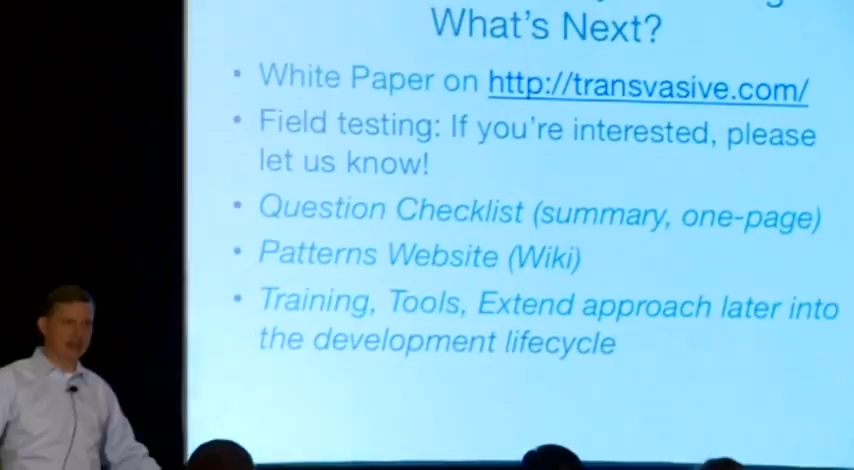 What's Next?
• White Paper on http://transvasive.com/
• Field testing: If you're interested, please
let us know!
• Question Checklist (summary, one-page)
• Patterns Website (Wiki)
• Training, Tools, Extend approach later into
the development lifecycle